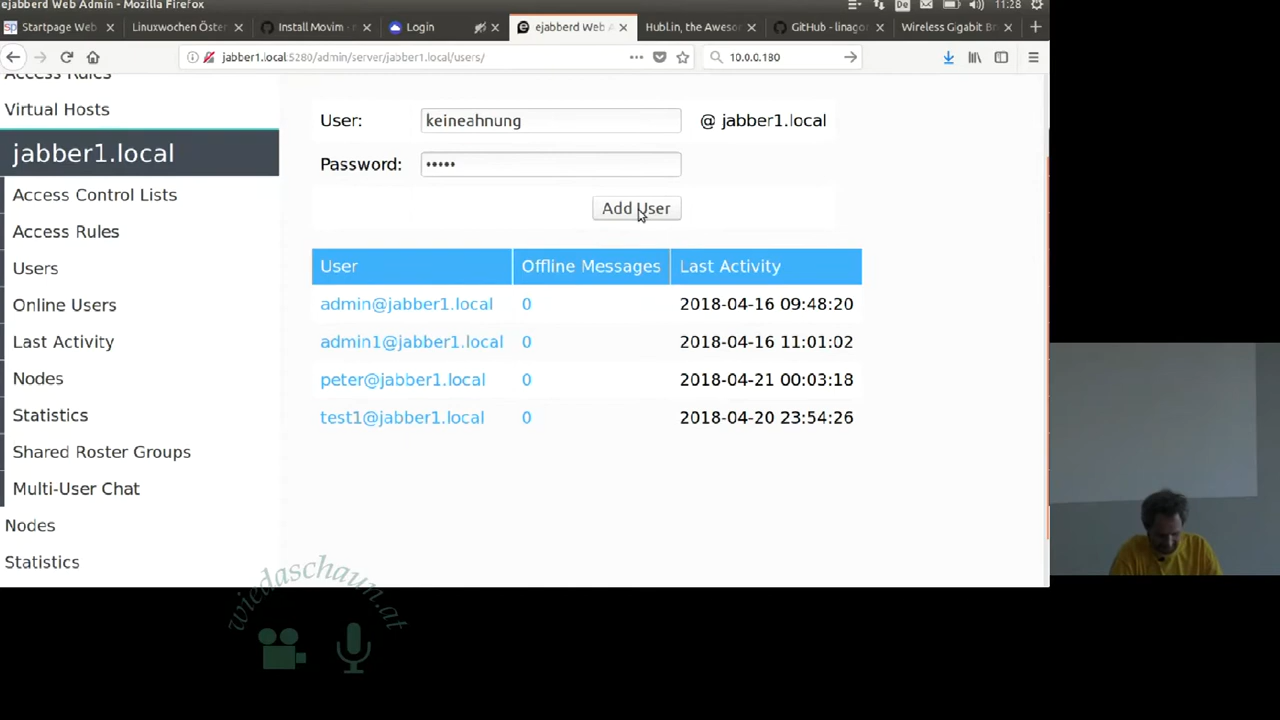 ejabberd Web Admin - Mozilla Firefox
De
11:28
Startpage Web
Linuxwochen Öster
Install Movim -
Login
ejabberd Web A
Hubl.in, the Aweso
GitHub - linago
Wireless Gigabit B
jabber1.local:5280/admin/server/jabber1.local/users/
10.0.0.180
Access Rules
Virtual Hosts
jabber1.local
Access Control Lists
Access Rules
Users
Online Users
Last Activity
Nodes
Statistics
Shared Roster Groups
Multi-User Chat
Nodes
Statistics
User: keineahnung @ jabber1.local
Password: •••••
Add User
User Offline Messages Last Activity
admin@jabber1.local 0 2018-04-16 09:48:20
admin1@jabber1.local 0 2018-04-16 11:01:02
peter@jabber1.local 0 2018-04-21 00:03:18
test1@jabber1.local 0 2018-04-20 23:54:26
wiedaschaun.at